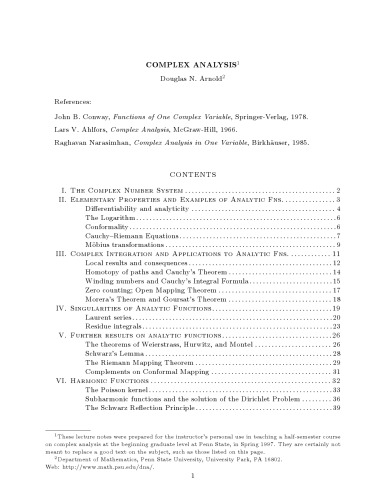 COMPLEX ANALYSIS¹
Douglas N. Arnold²
References:
John B. Conway, Functions of One Complex Variable, Springer-Verlag, 1978.
Lars V. Ahlfors, Complex Analysis, McGraw-Hill, 1966.
Raghavan Narasimhan, Complex Analysis in One Variable, Birkhäuser, 1985.
CONTENTS
I. The Complex Number System 2
II. Elementary Properties and Examples of Analytic Fns. 3
Differentiability and analyticity 4
The Logarithm 6
Conformality 6
Cauchy–Riemann Equations 7
Möbius transformations 9
III. Complex Integration and Applications to Analytic Fns. 11
Local results and consequences 12
Homotopy of paths and Cauchy's Theorem 14
Winding numbers and Cauchy's Integral Formula 15
Zero counting; Open Mapping Theorem 17
Morera's Theorem and Goursat's Theorem 18
IV. Singularities of Analytic Functions 19
Laurent series 20
Residue integrals 23
V. Further results on analytic functions 26
The theorems of Weierstrass, Hurwitz, and Montel 26
Schwarz's Lemma 28
The Riemann Mapping Theorem 29
Complements on Conformal Mapping 31
VI. Harmonic Functions 32
The Poisson kernel 33
Subharmonic functions and the solution of the Dirichlet Problem 36
The Schwarz Reflection Principle 39
¹These lecture notes were prepared for the instructor's personal use in teaching a half-semester course
on complex analysis at the beginning graduate level at Penn State, in Spring 1997. They are certainly not
meant to replace a good text on the subject, such as those listed on this page.
²Department of Mathematics, Penn State University, University Park, PA 16802.
Web: http://www.math.psu.edu/dna/.
1